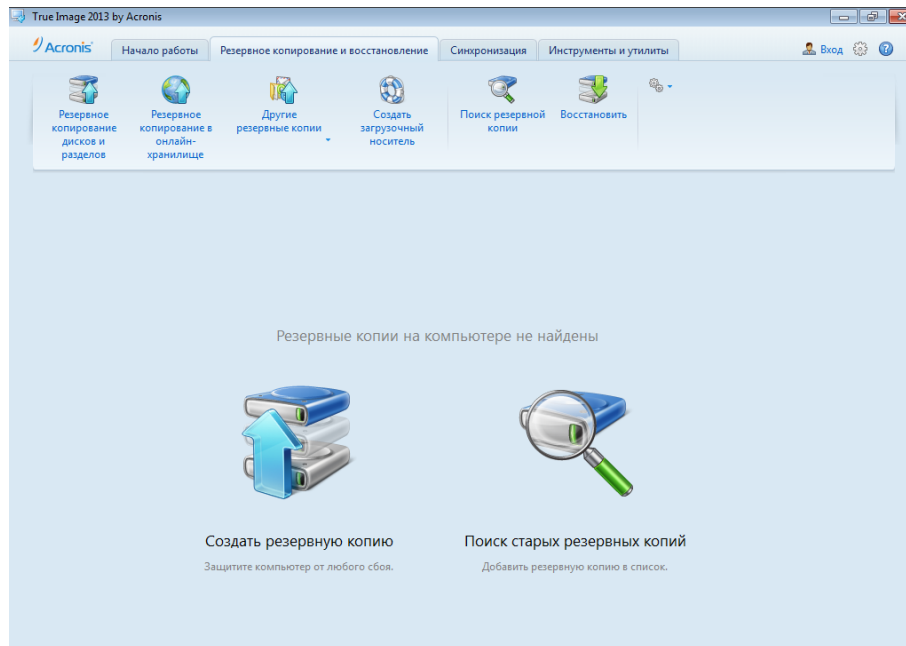 True Image 2013 by Acronis
Acronis
Начало работы
Резервное копирование и восстановление
Синхронизация
Инструменты и утилиты
Вход
Резервное
копирование
дисков и
разделов
Резервное
копирование в
онлайн-
хранилище
Другие
резервные копии
Создать
загрузочный
носитель
Поиск резервной
копии
Восстановить
Резервные копии на компьютере не найдены
Создать резервную копию
Защитите компьютер от любого сбоя.
Поиск старых резервных копий
Добавить резервную копию в список.